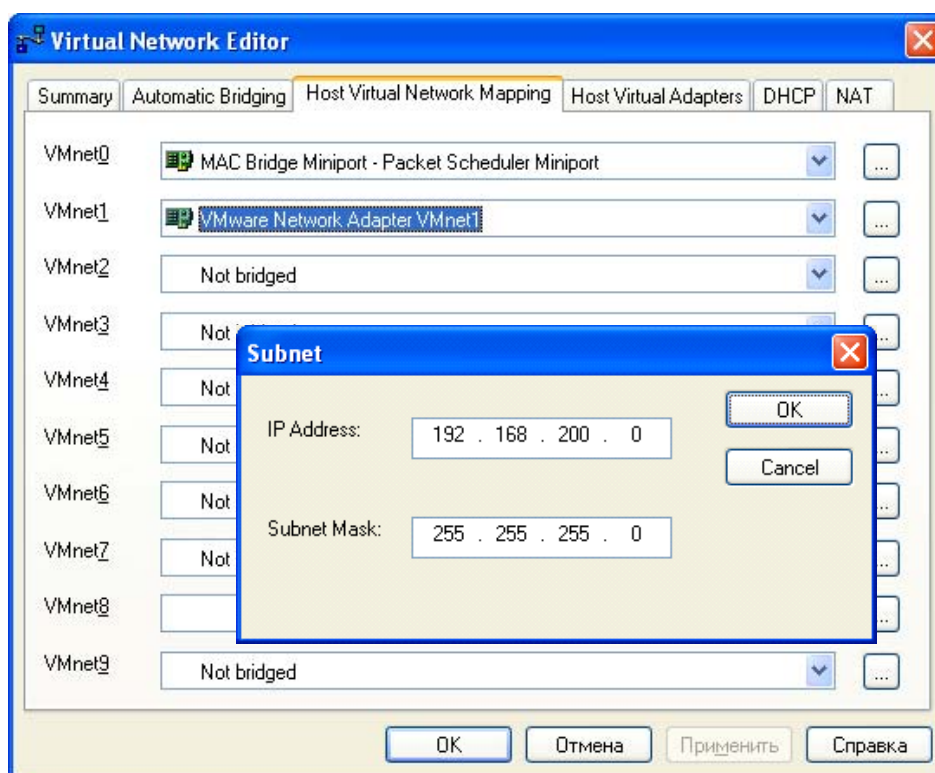 Virtual Network Editor
Summary Automatic Bridging Host Virtual Network Mapping Host Virtual Adapters DHCP NAT
VMnet0 MAC Bridge Miniport - Packet Scheduler Miniport ...
VMnet1 VMware Network Adapter VMnet1 ...
VMnet2 Not bridged ...
VMnet3 Not
Subnet
VMnet4 Not
IP Address: 192 . 168 . 200 . 0 OK
VMnet5 Not
Cancel
VMnet6 Not
Subnet Mask: 255 . 255 . 255 . 0
VMnet7 Not
VMnet8
VMnet9 Not bridged ...
OK Отмена Применить Справка